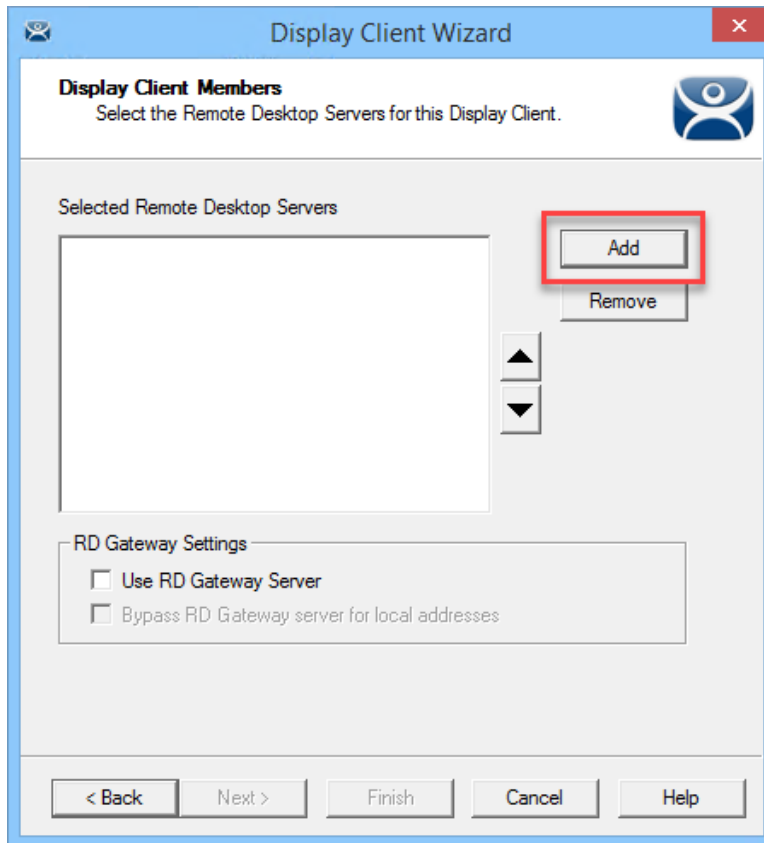 Display Client Wizard
Display Client Members
Select the Remote Desktop Servers for this Display Client.
Selected Remote Desktop Servers
Add
Remove
RD Gateway Settings
Use RD Gateway Server
Bypass RD Gateway server for local addresses
< Back
Next >
Finish
Cancel
Help